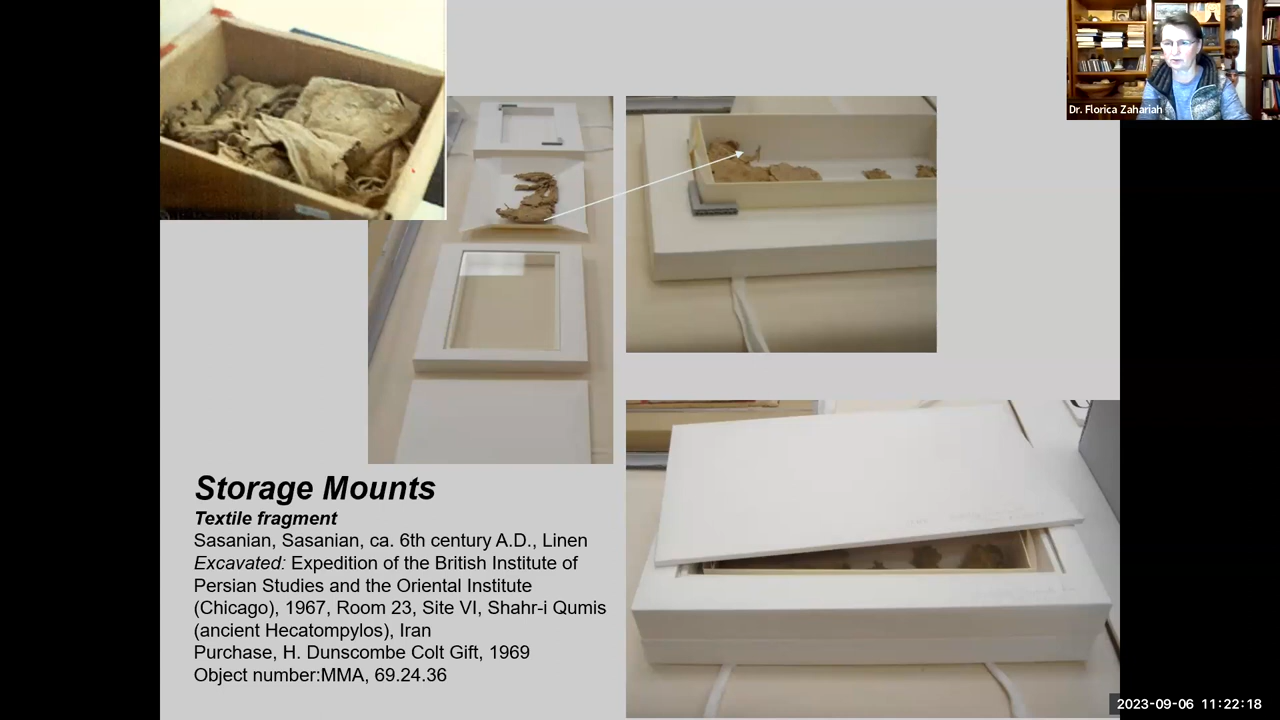 Dr. Florica Zahariah
Storage Mounts
Textile fragment
Sasanian, Sasanian, ca. 6th century A.D., Linen
Excavated: Expedition of the British Institute of
Persian Studies and the Oriental Institute
(Chicago), 1967, Room 23, Site VI, Shahr-i Qumis
(ancient Hecatompylos), Iran
Purchase, H. Dunscombe Colt Gift, 1969
Object number:MMA, 69.24.36
2023-09-06 11:22:18